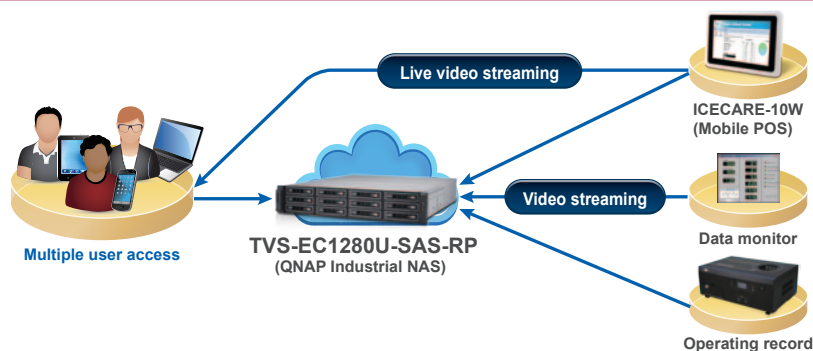 Live video streaming
ICECARE-10W
(Mobile POS)
Video streaming
Multiple user access
TVS-EC1280U-SAS-RP
(QNAP Industrial NAS)
Data monitor
Operating record